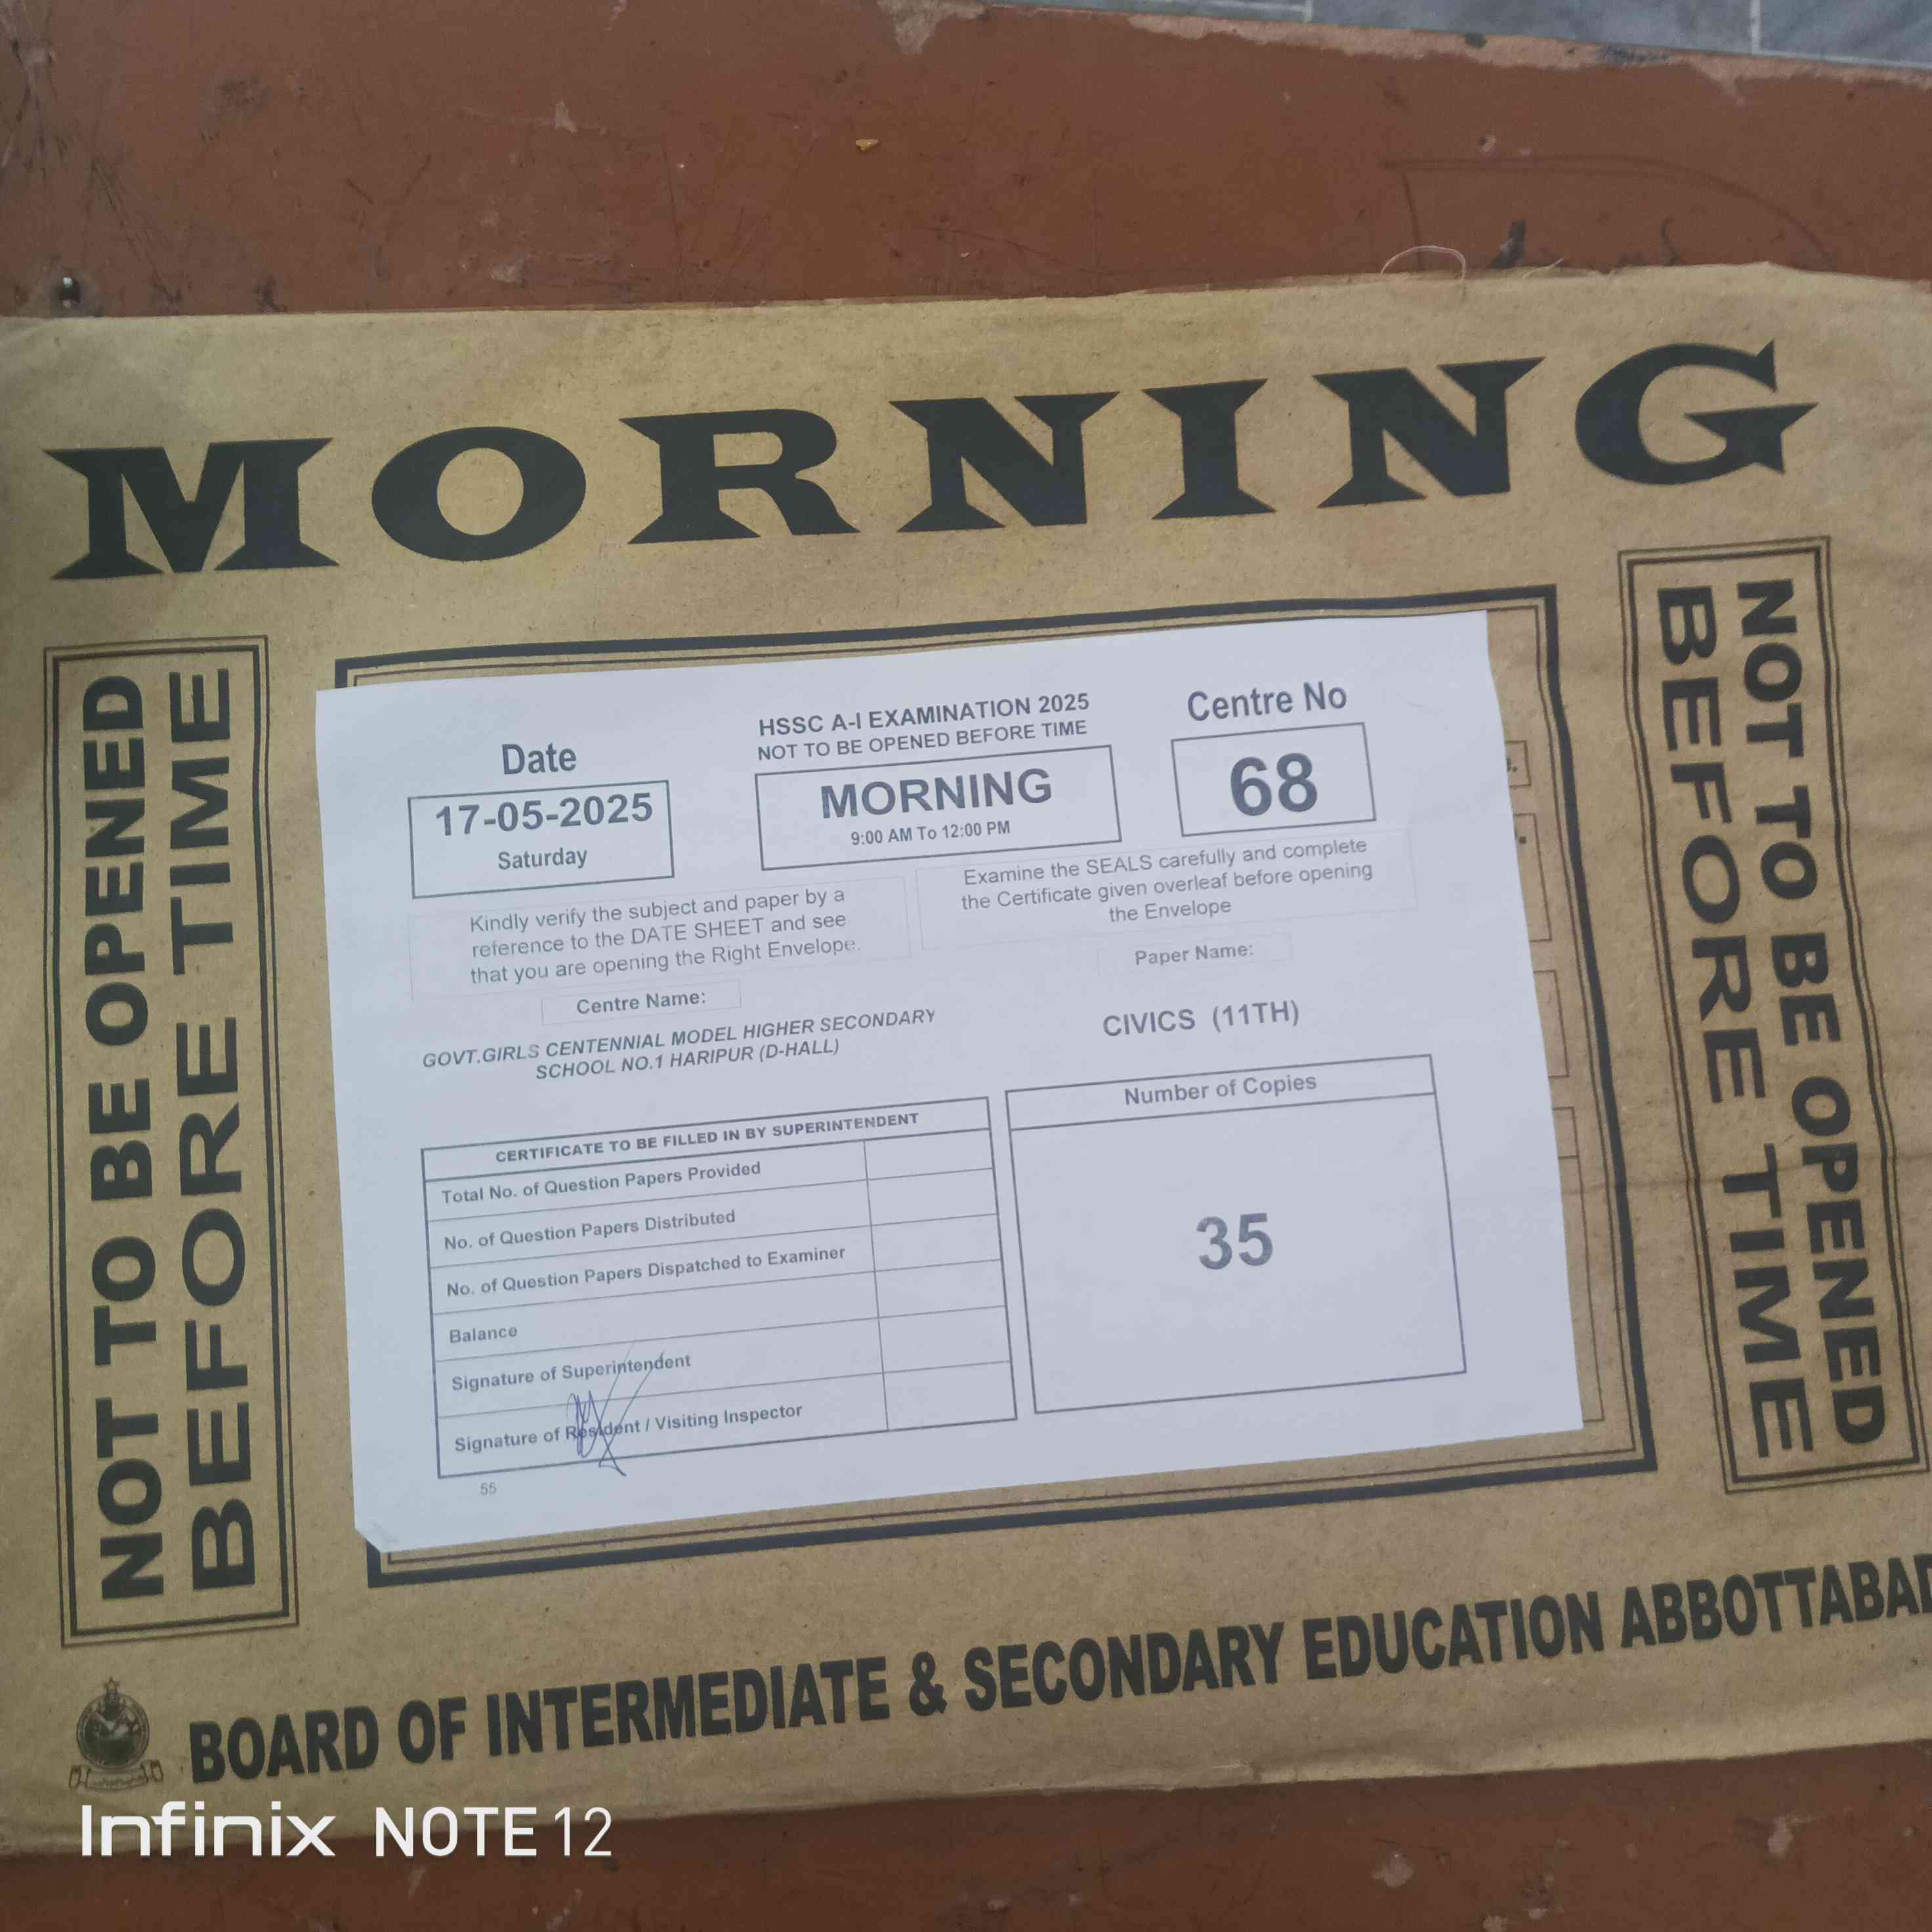 MORNING
NOT TO BE OPENED
BEFORE TIME
NOT TO BE OPENED
BEFORE TIME
Date
17-05-2025
Saturday
HSSC A-I EXAMINATION 2025
NOT TO BE OPENED BEFORE TIME
MORNING
9:00 AM To 12:00 PM
Centre No
68
Kindly verify the subject and paper by a
reference to the DATE SHEET and see
that you are opening the Right Envelope.
Examine the SEALS carefully and complete
the Certificate given overleaf before opening
the Envelope
Centre Name:
GOVT.GIRLS CENTENNIAL MODEL HIGHER SECONDARY
SCHOOL NO.1 HARIPUR (D-HALL)
Paper Name:
CIVICS (11TH)
CERTIFICATE TO BE FILLED IN BY SUPERINTENDENT
Total No. of Question Papers Provided
No. of Question Papers Distributed
No. of Question Papers Dispatched to Examiner
Balance
Signature of Superintendent
Signature of Resident / Visiting Inspector
55
Number of Copies
35
BOARD OF INTERMEDIATE & SECONDARY EDUCATION ABBOTTABAD
Infinix NOTE 12